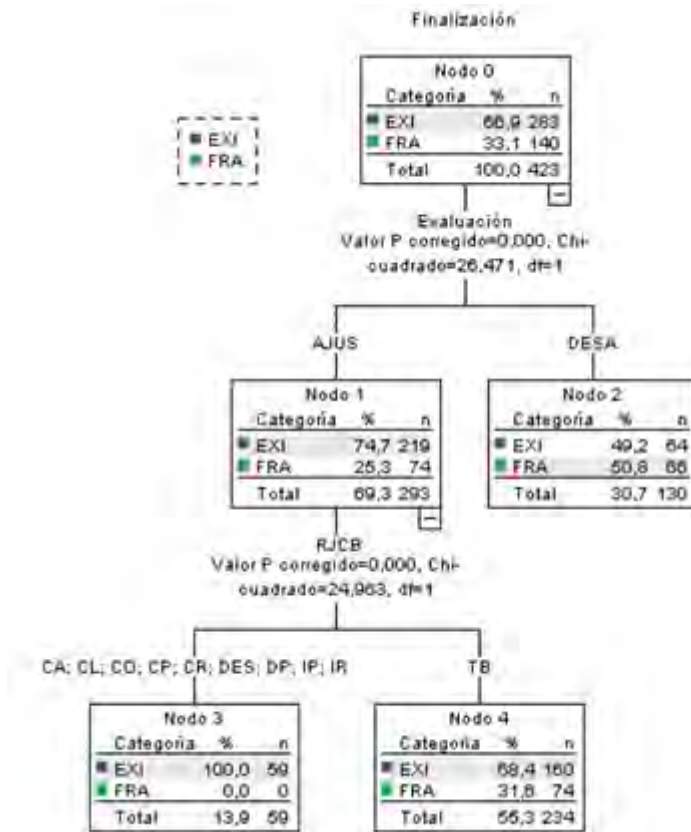 Finalización
EXI
FRA
Nodo 0
Categoría % n
EXI 66,9 283
FRA 33,1 140
Total 100,0 423
Evaluación
Valor P corregido=0,000, Chi-
cuadrado=26,471, df=1
AJUS
DESA
Nodo 1
Categoría % n
EXI 74,7 219
FRA 25,3 74
Total 69,3 293
Nodo 2
Categoría % n
EXI 49,2 64
FRA 50,8 66
Total 30,7 130
RJCB
Valor P corregido=0,000, Chi-
cuadrado=24,963, df=1
CA; CL; CO; CP; CR; DES; DP; IP; IR
TB
Nodo 3
Categoría % n
EXI 100,0 59
FRA 0,0 0
Total 13,9 59
Nodo 4
Categoría % n
EXI 68,4 160
FRA 31,6 74
Total 55,3 234